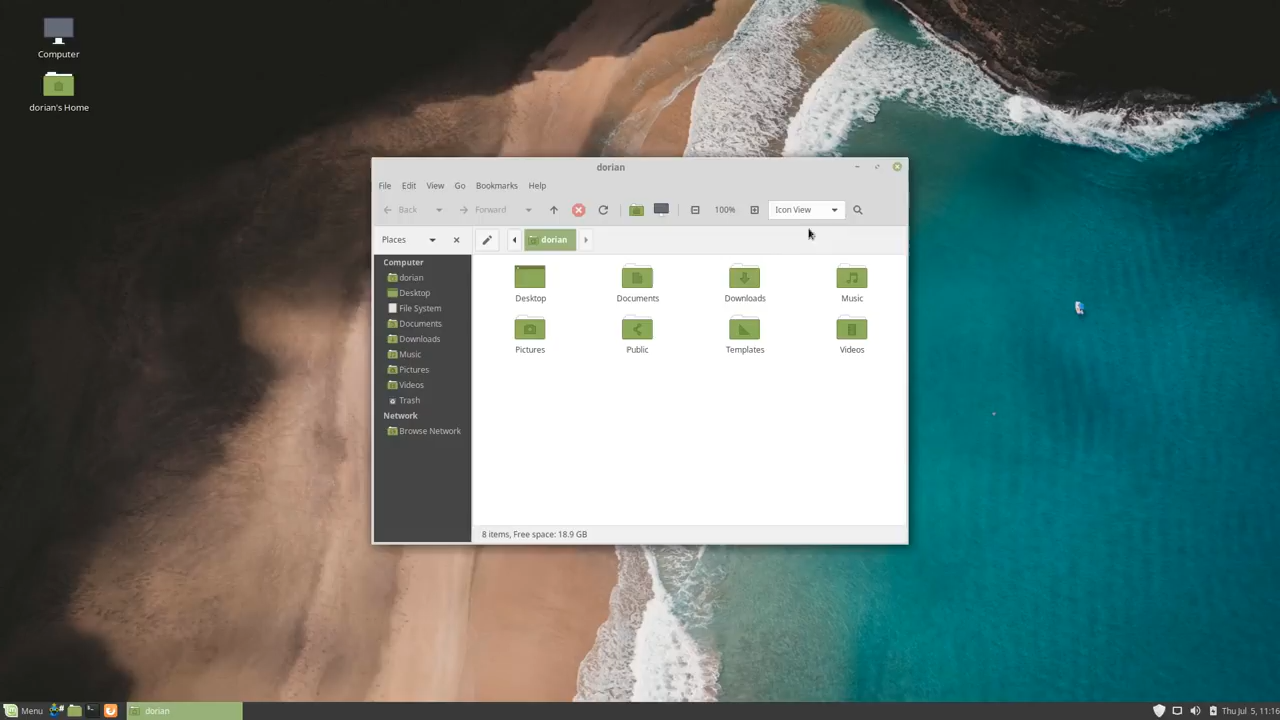 Computer
dorian's Home
dorian
File Edit View Go Bookmarks Help
Back Forward 100% Icon View
Places dorian
Computer
dorian
Desktop
File System
Documents
Downloads
Music
Pictures
Videos
Trash
Network
Browse Network
Desktop Documents Downloads Music
Pictures Public Templates Videos
8 items, Free space: 18.9 GB
Menu dorian Thu Jul 5, 11:16